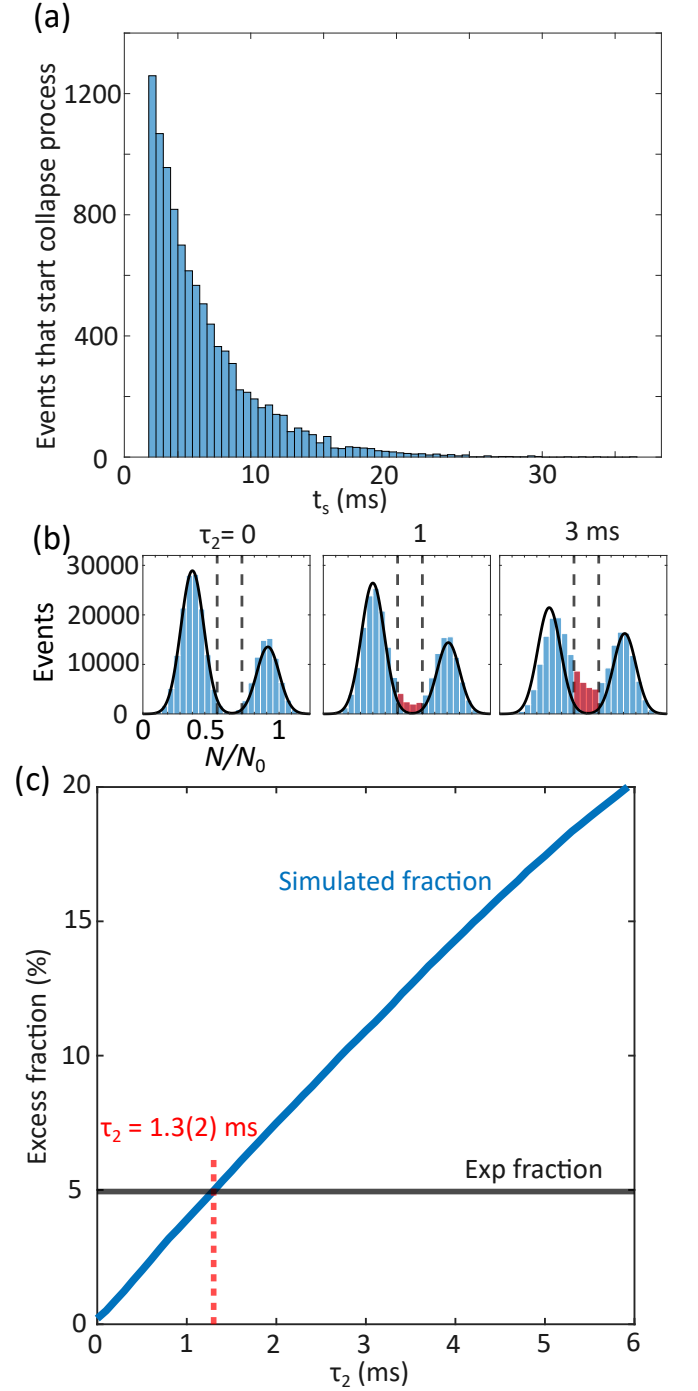 (a)
Events that start collapse process
1200
800
400
0
0 10 20 30
t_s (ms)
(b)
τ₂= 0 1 3 ms
Events
30000
20000
10000
0
0 0.5 1
N/N₀
(c)
Excess fraction (%)
20
15
10
5
0
Simulated fraction
τ₂ = 1.3(2) ms
Exp fraction
0 1 2 3 4 5 6
τ₂ (ms)